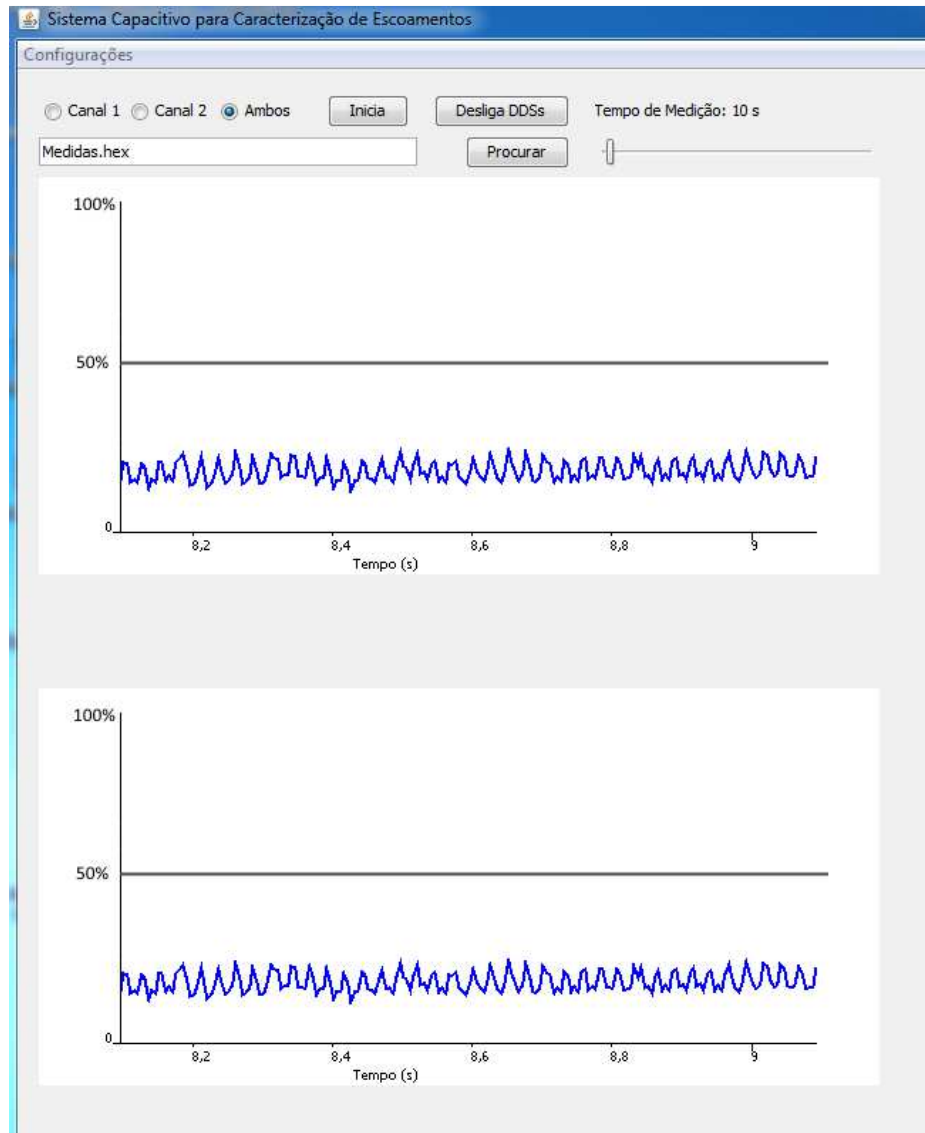 Sistema Capacitivo para Caracterização de Escoamentos
Configurações
Canal 1 Canal 2 Ambos Inicia Desliga DDSs Tempo de Medição: 10 s
Medidas.hex Procurar
100%
50%
0
8,2 8,4 8,6 8,8 9
Tempo (s)
100%
50%
0
8,2 8,4 8,6 8,8 9
Tempo (s)